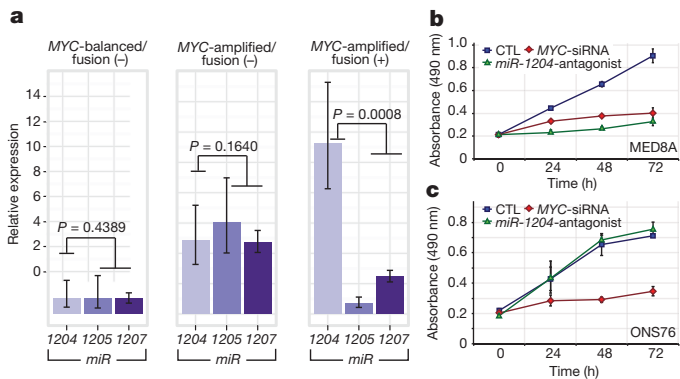 a
MYC-balanced/
fusion (–)
MYC-amplified/
fusion (–)
MYC-amplified/
fusion (+)
Relative expression
14
12
10
8
6
4
2
0
P = 0.4389
P = 0.1640
P = 0.0008
1204 1205 1207
miR
1204 1205 1207
miR
1204 1205 1207
miR
b
CTL MYC-siRNA
miR-1204-antagonist
Absorbance (490 nm)
1.0
0.8
0.6
0.4
0.2
0
0 24 48 72
Time (h)
MED8A
c
CTL MYC-siRNA
miR-1204-antagonist
Absorbance (490 nm)
0.8
0.6
0.4
0.2
0
0 24 48 72
Time (h)
ONS76